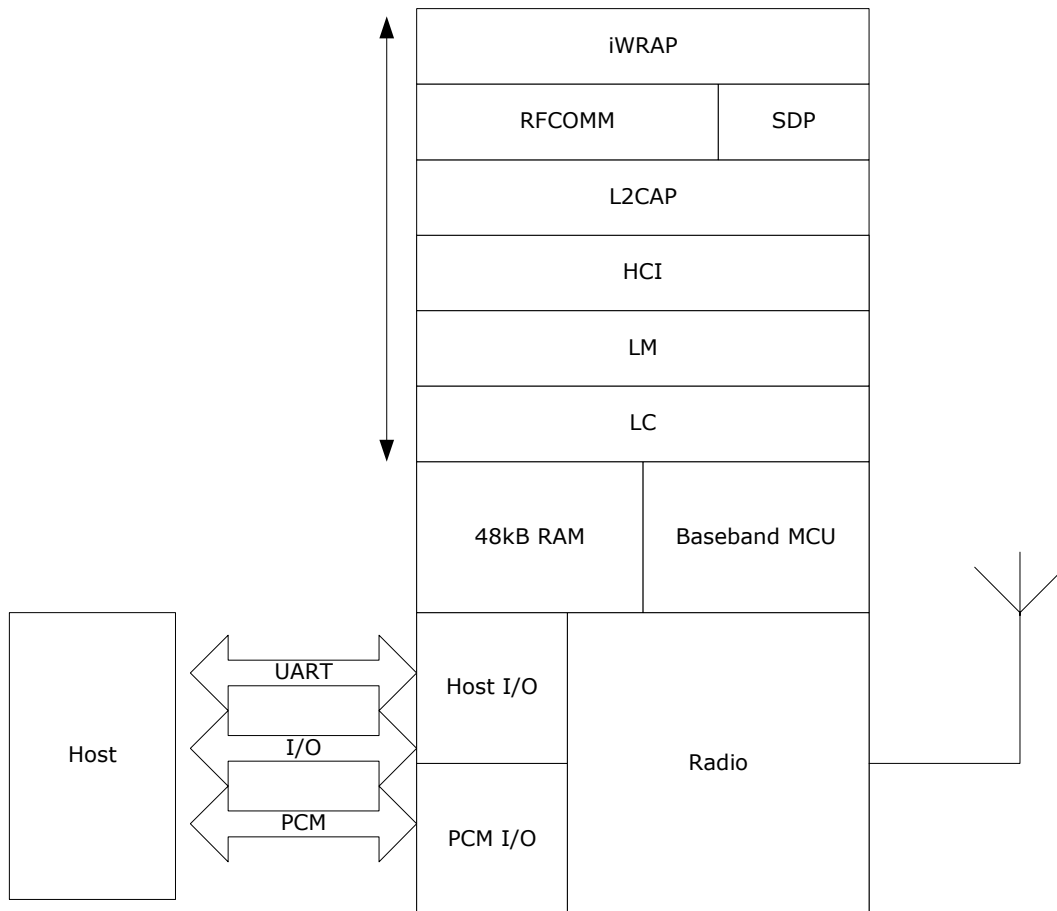 iWRAP
RFCOMM
SDP
L2CAP
HCI
LM
LC
48kB RAM
Baseband MCU
UART
Host I/O
Host
I/O
Radio
PCM
PCM I/O